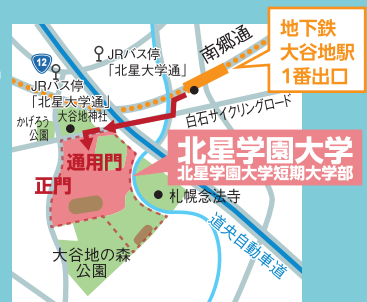 地下鉄
大谷地駅
1番出口
南郷通
12
JRバス停
「北星大学通」
JRバス停
「北星大学通」
大谷地神社
かげろう
公園
白石サイクリングロード
通用門
正門
北星学園大学
北星学園大学短期大学部
札幌念法寺
大谷地の森
公園
道央自動車道